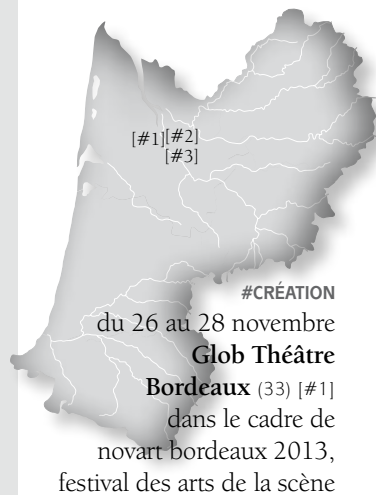 [#1][#2]
[#3]
#CRÉATION
du 26 au 28 novembre
Glob Théâtre
Bordeaux (33) [#1]
dans le cadre de
novart bordeaux 2013,
festival des arts de la scène